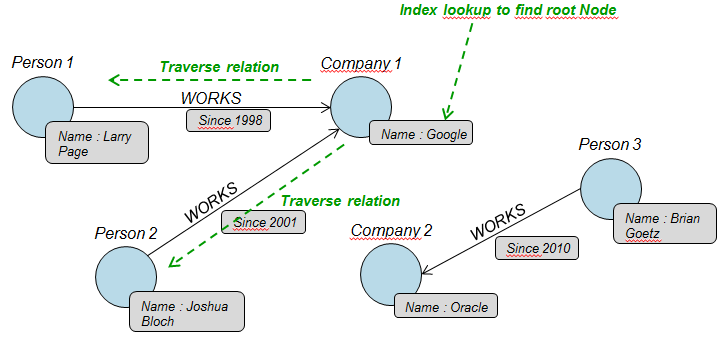 Index lookup to find root Node
Person 1
Traverse relation
Company 1
WORKS
Since 1998
Name : Larry
Page
Name : Google
Person 3
WORKS
Traverse relation
Since 2001
Name : Brian
Goetz
Person 2
Company 2
WORKS
Since 2010
Name : Joshua
Bloch
Name : Oracle